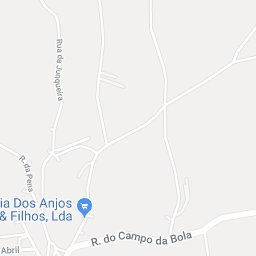 Rua da Junqueira
R. da Pena
ia Dos Anjos
& Filhos, Lda
R. do Campo da Bola
Abril